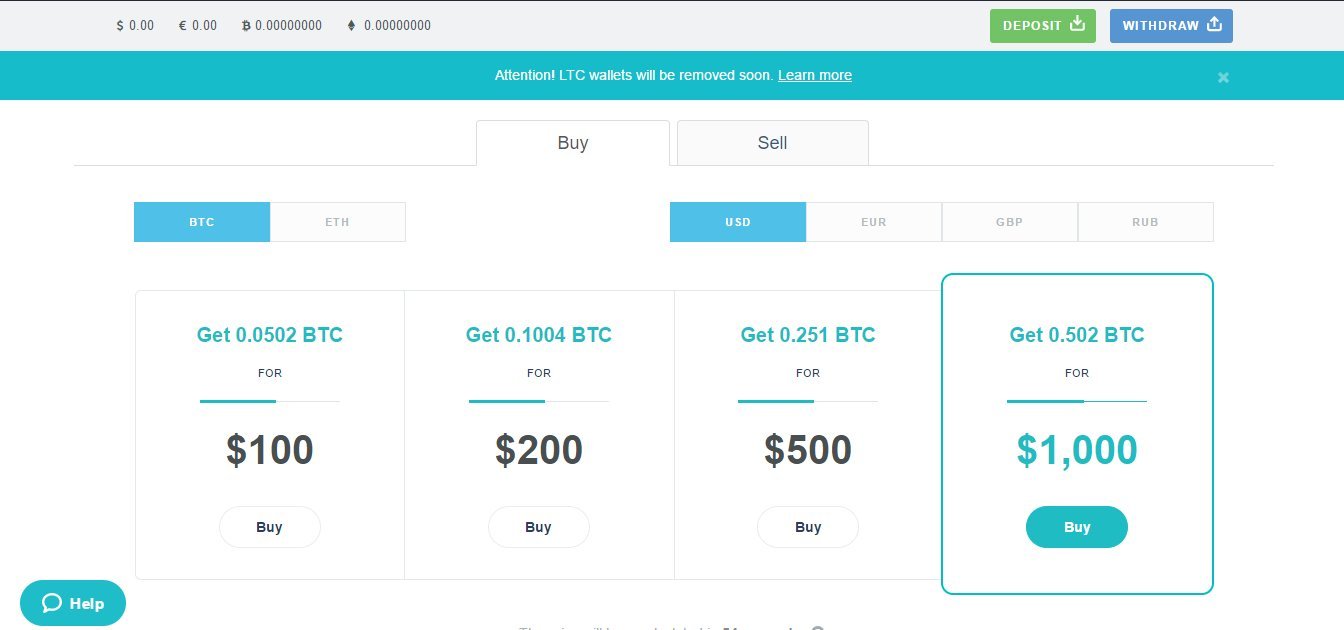 $ 0.00 € 0.00 ₿ 0.00000000 0.00000000 DEPOSIT WITHDRAW
Attention! LTC wallets will be removed soon. Learn more ×
Buy Sell
BTC ETH USD EUR GBP RUB
Get 0.0502 BTC Get 0.1004 BTC Get 0.251 BTC Get 0.502 BTC
FOR FOR FOR FOR
$100 $200 $500 $1,000
Buy Buy Buy Buy
Help